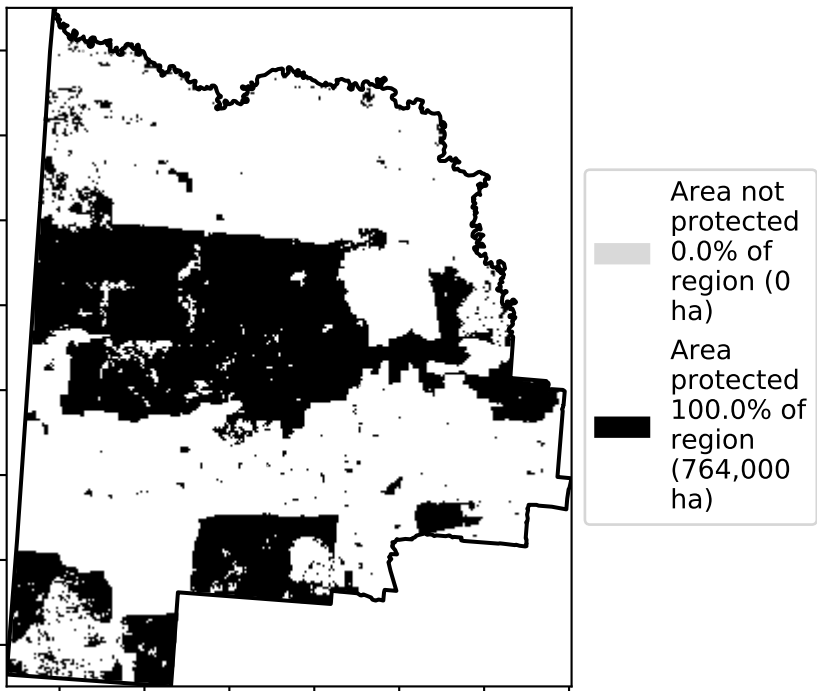 Area not
protected
0.0% of
region (0
ha)
Area
protected
100.0% of
region
(764,000
ha)